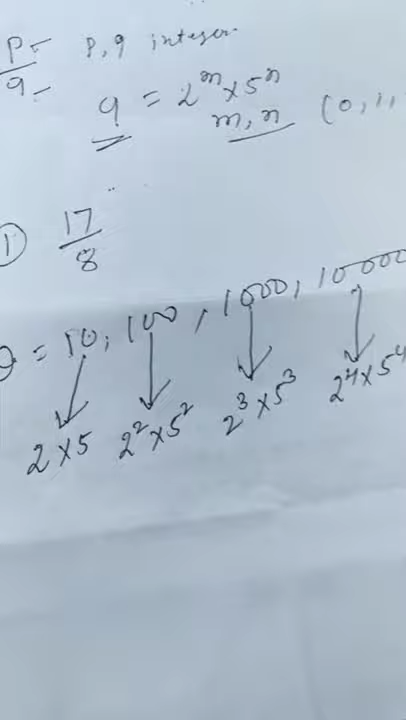 P/q P, q integer
q = 2^m × 5^n
m, n (0, 1,
① 17/8
= 10, 100, 1000, 10000
2×5 2^2×5^2 2^3×5^3 2^4×5^4